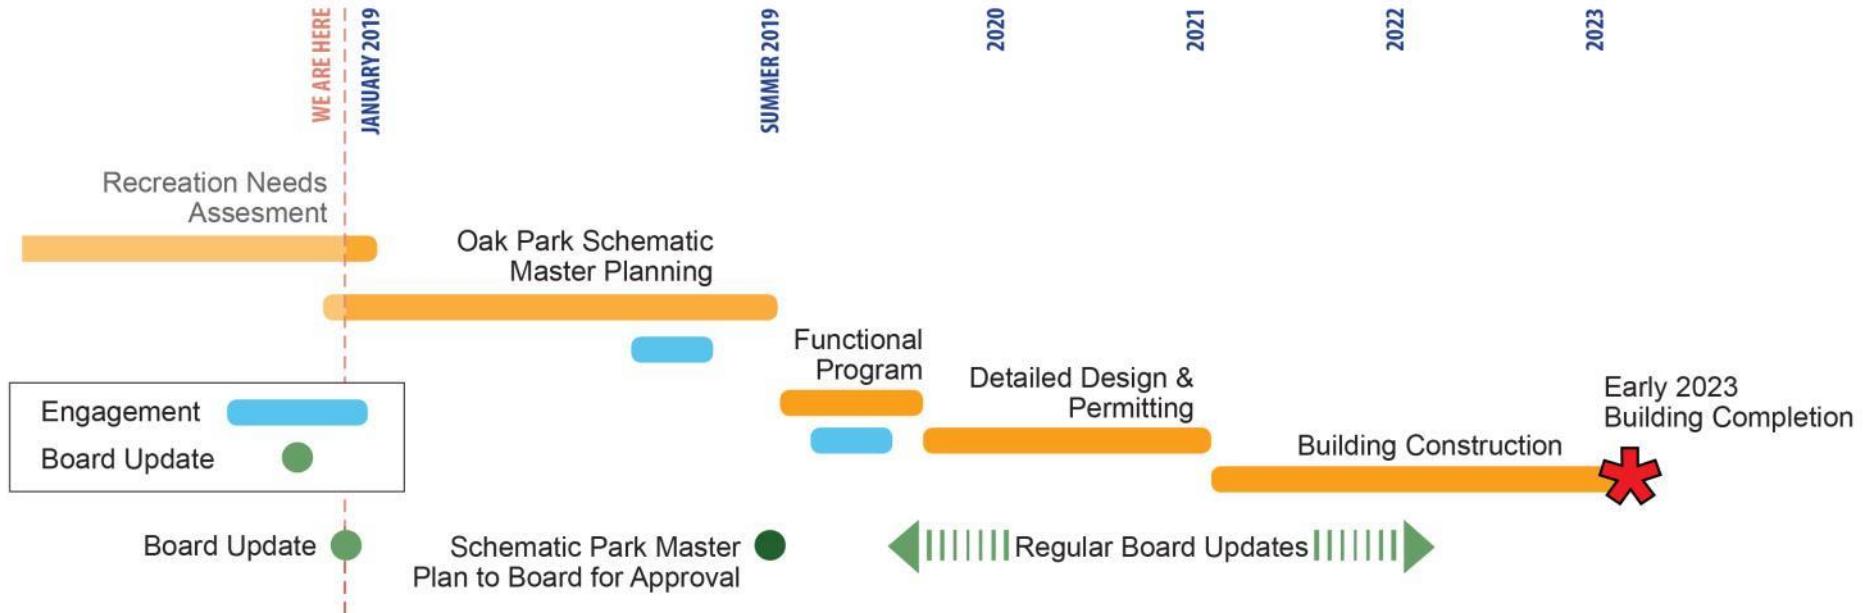 WE ARE HERE
JANUARY 2019
SUMMER 2019
2020
2021
2022
2023
Recreation Needs
Assesment
Oak Park Schematic
Master Planning
Functional
Program
Detailed Design &
Permitting
Early 2023
Building Completion
Building Construction
Engagement
Board Update
Board Update
Schematic Park Master
Plan to Board for Approval
Regular Board Updates